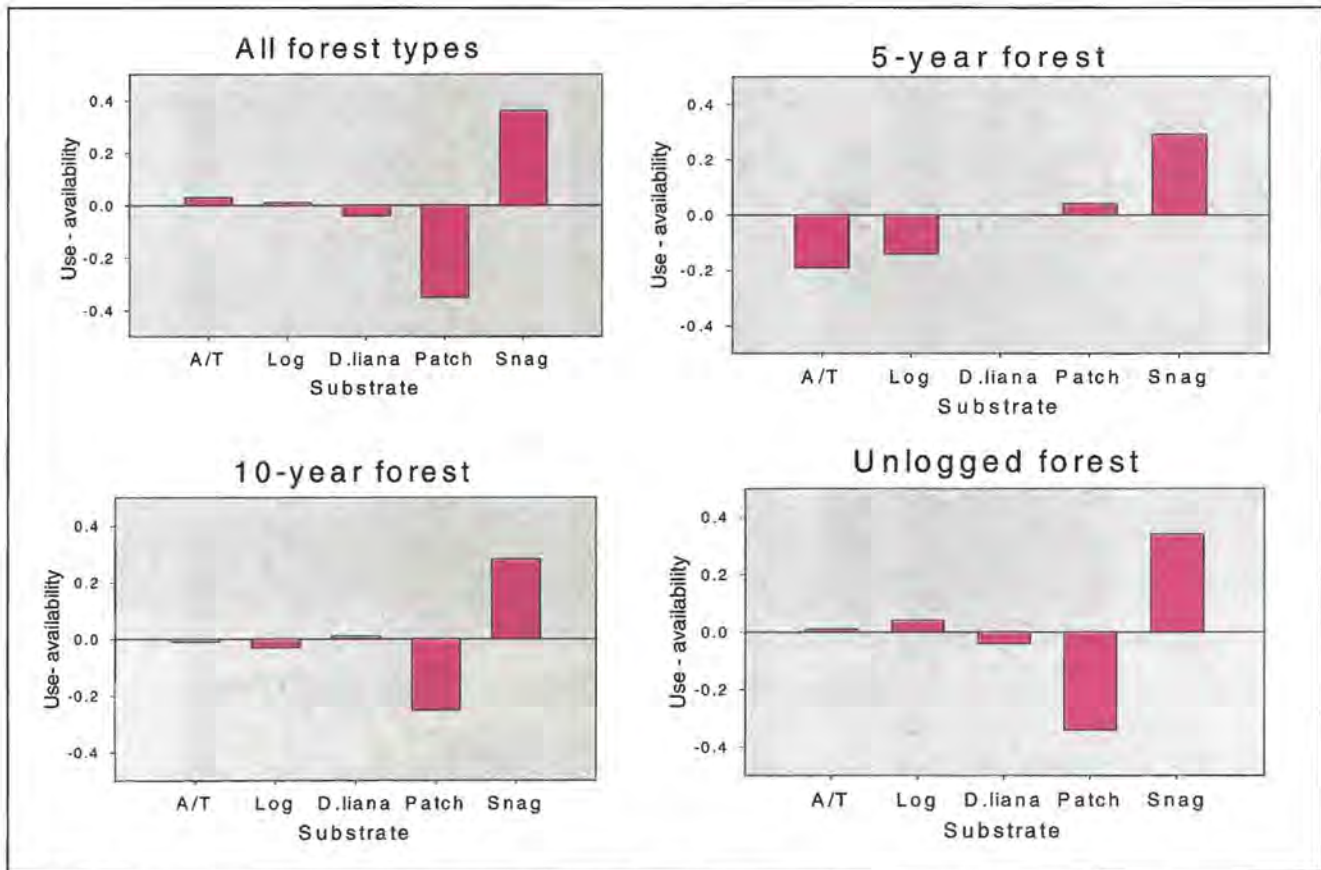 All forest types
0.4
0.2
0.0
-0.2
-0.4
Use - availability
A/T Log D.liana Patch Snag
Substrate
5-year forest
0.4
0.2
0.0
-0.2
-0.4
Use - availability
A/T Log D.liana Patch Snag
Substrate
10-year forest
0.4
0.2
0.0
-0.2
-0.4
Use- availability
A/T Log D.liana Patch Snag
Substrate
Unlogged forest
0.4
0.2
0.0
-0.2
-0.4
Use - availability
A/T Log D.liana Patch Snag
Substrate